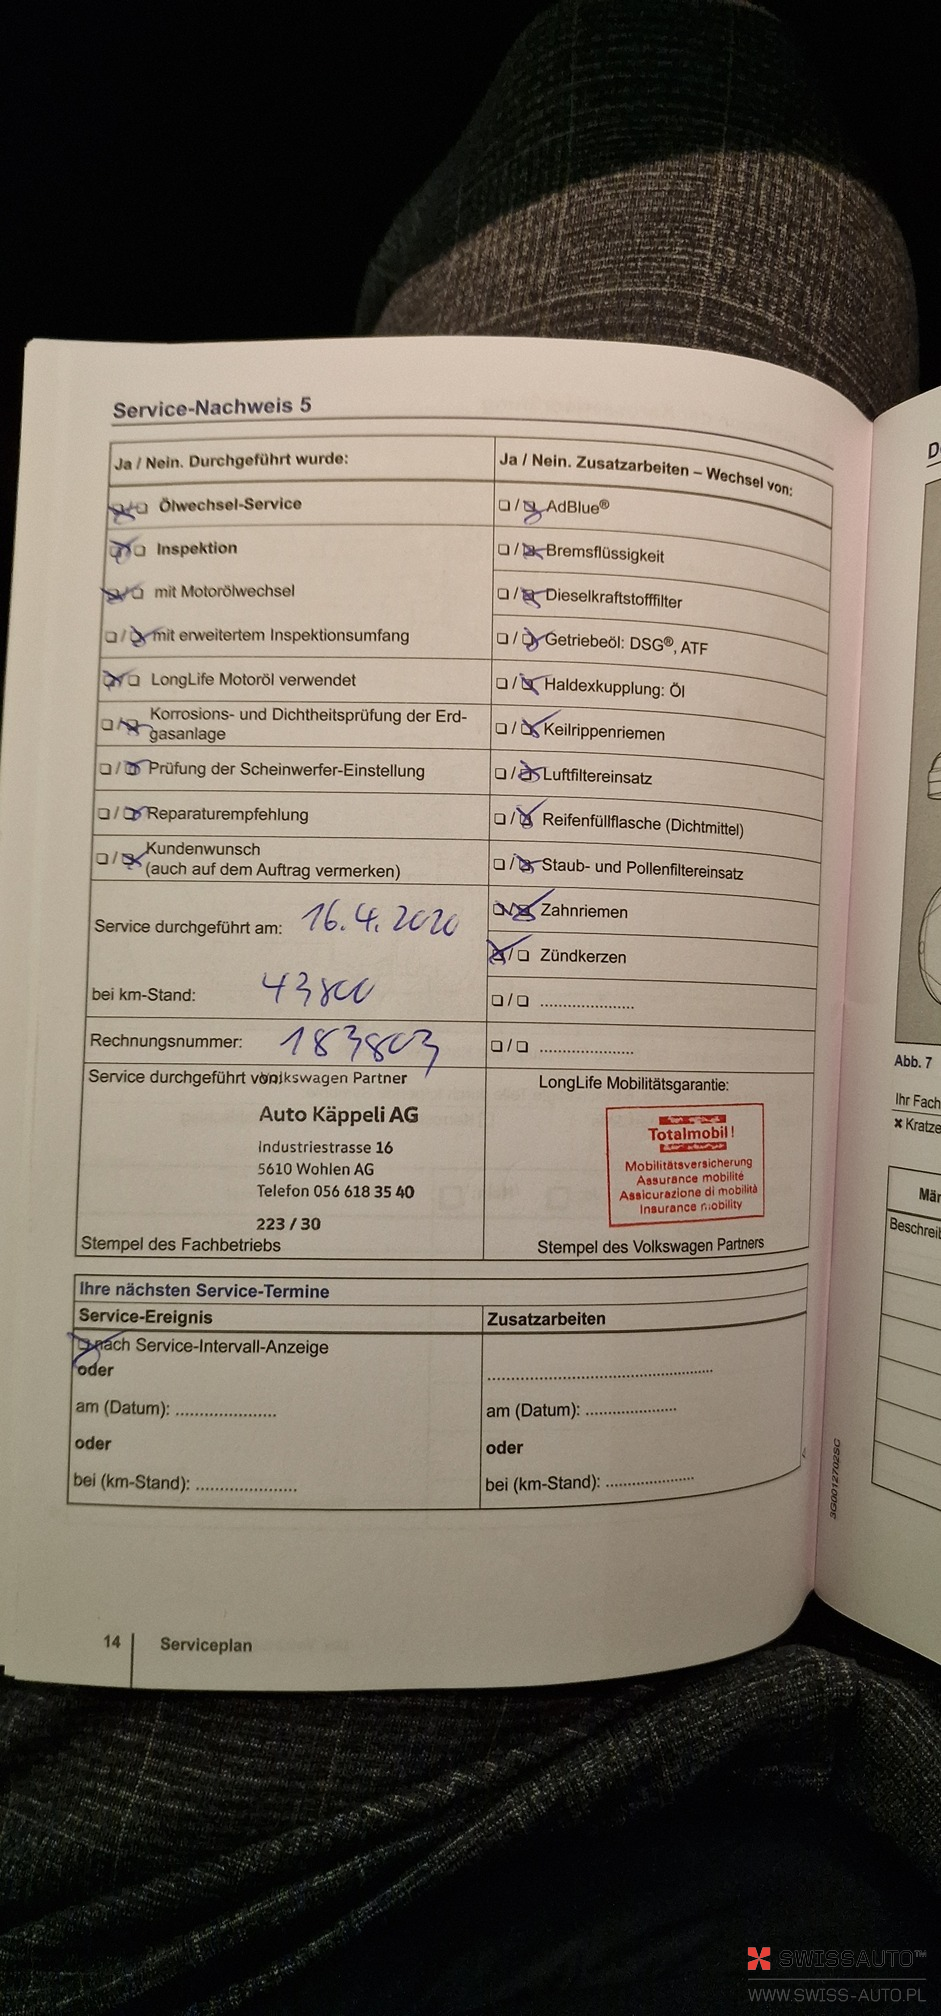 Service-Nachweis 5
Ja / Nein. Durchgeführt wurde:
Ölwechsel-Service
Inspektion
mit Motorölwechsel
mit erweitertem Inspektionsumfang
LongLife Motoröl verwendet
Korrosions- und Dichtheitsprüfung der Erd-
gasanlage
Prüfung der Scheinwerfer-Einstellung
Reparaturempfehlung
Kundenwunsch
(auch auf dem Auftrag vermerken)
Service durchgeführt am: 16.4.2020
bei km-Stand: 43800
Rechnungsnummer: 183803
Ja / Nein. Zusatzarbeiten – Wechsel von:
AdBlue®
Bremsflüssigkeit
Dieselkraftstofffilter
Getriebeöl: DSG®, ATF
Haldexkupplung: Öl
Keilrippenriemen
Luftfiltereinsatz
Reifenfüllflasche (Dichtmittel)
Staub- und Pollenfiltereinsatz
Zahnriemen
Zündkerzen
Service durchgeführt von: Volkswagen Partner
Auto Käppeli AG
Industriestrasse 16
5610 Wohlen AG
Telefon 056 618 35 40
223 / 30
Stempel des Fachbetriebs
LongLife Mobilitätsgarantie:
Totalmobil!
Mobilitätsversicherung
Assurance mobilité
Assicurazione di mobilità
Insurance mobility
Stempel des Volkswagen Partners
Ihre nächsten Service-Termine
Service-Ereignis
nach Service-Intervall-Anzeige
oder
am (Datum): ....................
oder
bei (km-Stand): ....................
Zusatzarbeiten
am (Datum): ..................
oder
bei (km-Stand): ..................
3G0012702SC
14 Serviceplan
Abb. 7
Ihr Fach
✖ Kratze
Beschreib
SWISSAUTO™
WWW.SWISS-AUTO.PL